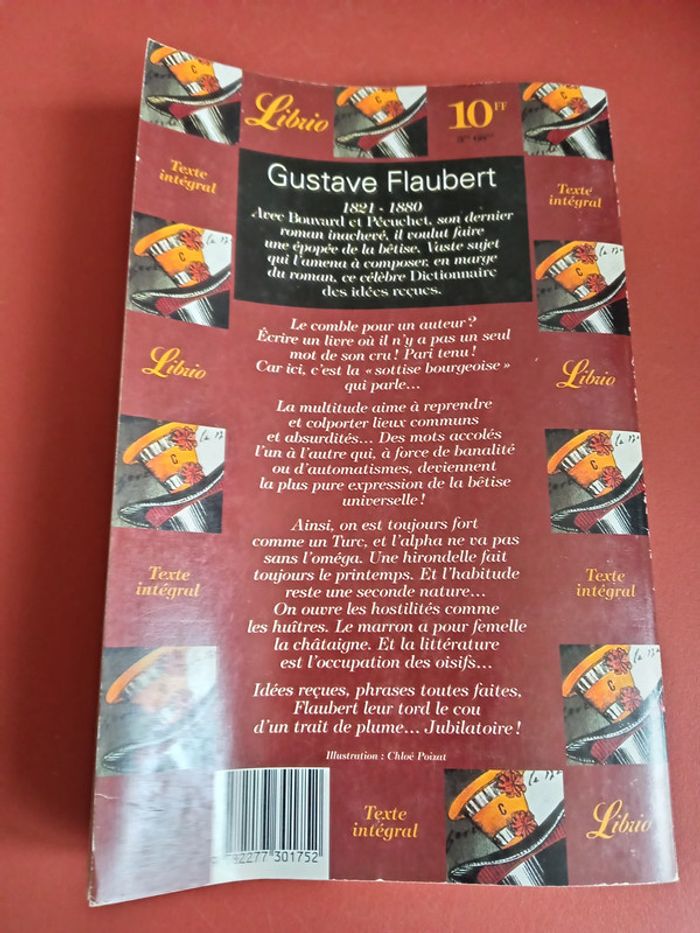 Librio
10 FF
Texte
intégral
Texte
intégral
Gustave Flaubert
1821 - 1880
Avec Bouvard et Pécuchet, son dernier
roman inachevé, il voulut faire
une épopée de la bêtise. Vaste sujet
qui l'amena à composer, en marge
du roman, ce célèbre Dictionnaire
des idées reçues.
Le comble pour un auteur ?
Écrire un livre où il n'y a pas un seul
mot de son cru ! Pari tenu !
Car ici, c'est la « sottise bourgeoise »
qui parle...
Librio
Librio
La multitude aime à reprendre
et colporter lieux communs
et absurdités... Des mots accolés
l'un à l'autre qui, à force de banalité
ou d'automatismes, deviennent
la plus pure expression de la bêtise
universelle !
Ainsi, on est toujours fort
comme un Turc, et l'alpha ne va pas
sans l'oméga. Une hirondelle fait
toujours le printemps. Et l'habitude
reste une seconde nature...
On ouvre les hostilités comme
les huîtres. Le marron a pour femelle
la châtaigne. Et la littérature
est l'occupation des oisifs...
Texte
intégral
Texte
intégral
Idées reçues, phrases toutes faites,
Flaubert leur tord le cou
d'un trait de plume... Jubilatoire !
Illustration : Chloé Poizat
82277 301752
Texte
intégral
Librio